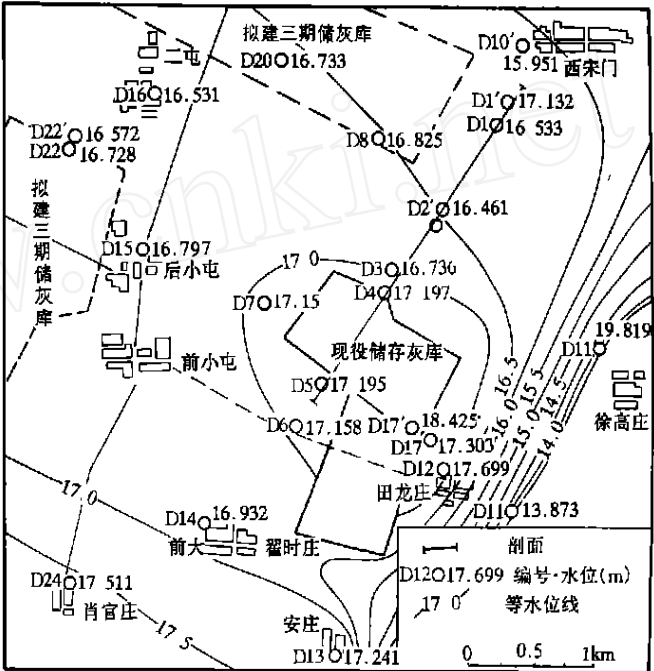 拟建三期储灰库
D20 16.733
D10′
15.951
西宋门
二屯
D16 16.531
D1′ 17.132
D1 16 533
D22′ 16 572
D22 16.728
D8 16.825
D2′ 16.461
拟建三期储灰库
D15 16.797
后小屯
17 0
D3 16.736
D4 17 197
D7 17.15
现役储存灰库
19.819
D11
前小屯
D5 17 195
16.5
16.0
15 5
15.0
14.5
14.0
徐高庄
D6 17.158
D17′ 18.425
D17 17.303
D12 17.699
田龙庄
17.0
D14 16.932
前大 翟时庄
D11 13.873
D24 17 511
肖官庄
17.5
安庄
D13 17.241
剖面
D12 17.699 编号·水位(m)
17 0 等水位线
0 0.5 1km
www.cnki.net